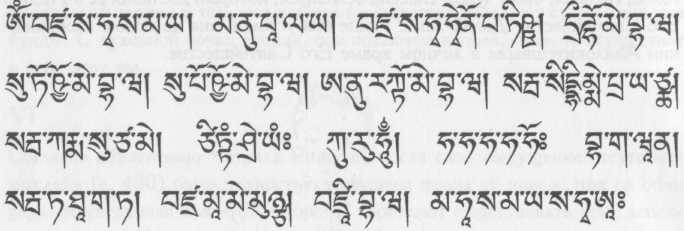 ཨོཾ་བཛྲ་ས་ཏྭ་ས་མ་ཡ། མ་ནུ་པཱ་ལ་ཡ། བཛྲ་ས་ཏྭ་ཏྭེནོ་པ་ཏིཥྛ། དྲྀཌྷོ་མེ་བྷ་ཝ།
སུ་ཏོ་ཥྱོ་མེ་བྷ་ཝ། སུ་པོ་ཥྱོ་མེ་བྷ་ཝ། ཨ་ནུ་རཀྟོ་མེ་བྷ་ཝ། སརྦ་སིདྡྷི་མྨེ་པྲ་ཡ་ཙྪ།
སརྦ་ཀརྨ་སུ་ཙ་མེ། ཙིཏྟཾ་ཤྲེ་ཡཿ ཀུ་རུ་ཧཱུྃ། ཧ་ཧ་ཧ་ཧ་ཧོཿ བྷ་ག་ཝཱན།
སརྦ་ཏ་ཐཱ་ག་ཏ། བཛྲ་མཱ་མེ་མུཉྩ། བཛྲཱི་བྷ་ཝ། མ་ཧཱ་ས་མ་ཡ་ས་ཏྭ་ཨཱཿ